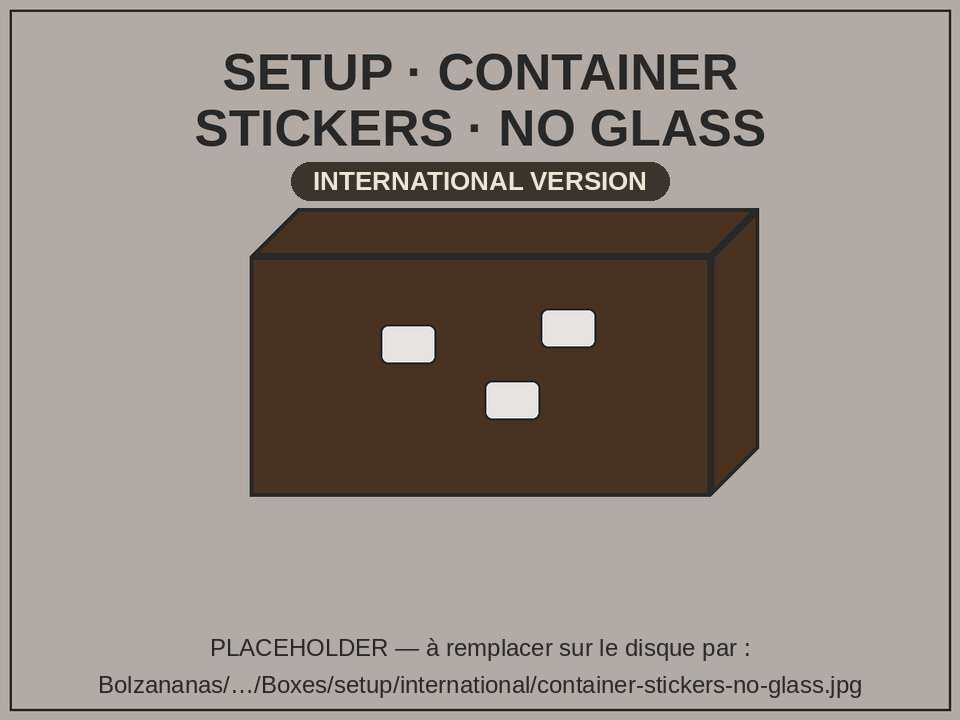 SETUP · CONTAINER
STICKERS · NO GLASS
INTERNATIONAL VERSION
PLACEHOLDER — à remplacer sur le disque par :
Bolzananas/…/Boxes/setup/international/container-stickers-no-glass.jpg